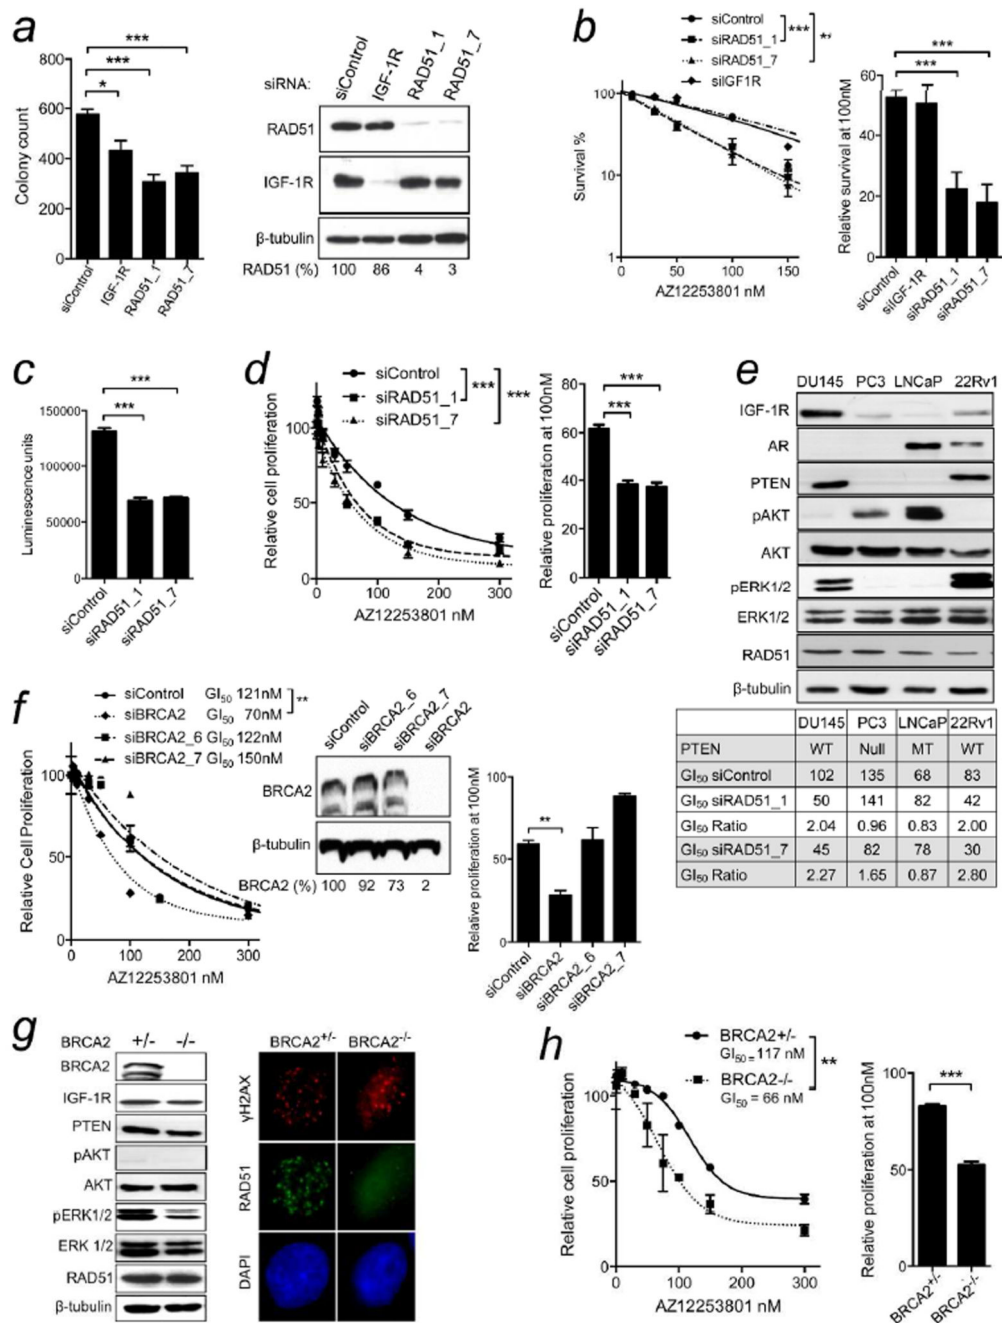 a
***
***
*
Colony count
800
600
400
200
0
siControl
IGF-1R
RAD51_1
RAD51_7
siRNA:
siControl
IGF-1R
RAD51_1
RAD51_7
RAD51
IGF-1R
β-tubulin
RAD51 (%) 100 86 4 3
b
siControl
siRAD51_1
siRAD51_7
siIGF1R
***
Survival %
100
10
1
0 50 100 150
AZ12253801 nM
***
***
Relative survival at 100nM
60
40
20
0
siControl
siIGF-1R
siRAD51_1
siRAD51_7
c
***
***
Luminescence units
150000
100000
50000
0
siControl
siRAD51_1
siRAD51_7
d
siControl
siRAD51_1
siRAD51_7
***
***
Relative cell proliferation
100
50
0
0 100 200 300
AZ12253801 nM
***
***
Relative proliferation at 100nM
80
60
40
20
0
siControl
siRAD51_1
siRAD51_7
e
DU145 PC3 LNCaP 22Rv1
IGF-1R
AR
PTEN
pAKT
AKT
pERK1/2
ERK1/2
RAD51
β-tubulin
DU145 PC3 LNCaP 22Rv1
PTEN WT Null MT WT
GI50 siControl 102 135 68 83
GI50 siRAD51_1 50 141 82 42
GI50 Ratio 2.04 0.96 0.83 2.00
GI50 siRAD51_7 45 82 78 30
GI50 Ratio 2.27 1.65 0.87 2.80
f
siControl GI50 121nM
siBRCA2 GI50 70nM
siBRCA2_6 GI50 122nM
siBRCA2_7 GI50 150nM
**
Relative Cell Proliferation
100
50
0
0 100 200 300
AZ12253801 nM
siControl
siBRCA2_6
siBRCA2_7
siBRCA2
BRCA2
β-tubulin
BRCA2 (%) 100 92 73 2
**
Relative proliferation at 100nM
100
50
0
siControl
siBRCA2
siBRCA2_6
siBRCA2_7
g
BRCA2 +/- -/-
BRCA2
IGF-1R
PTEN
pAKT
AKT
pERK1/2
ERK 1/2
RAD51
β-tubulin
BRCA2+/- BRCA2-/-
γH2AX
RAD51
DAPI
h
BRCA2+/-
GI50 = 117 nM
BRCA2-/-
GI50 = 66 nM
**
Relative cell proliferation
100
50
0
0 100 200 300
AZ12253801 nM
***
Relative proliferation at 100nM
100
50
0
BRCA2+/-
BRCA2-/-